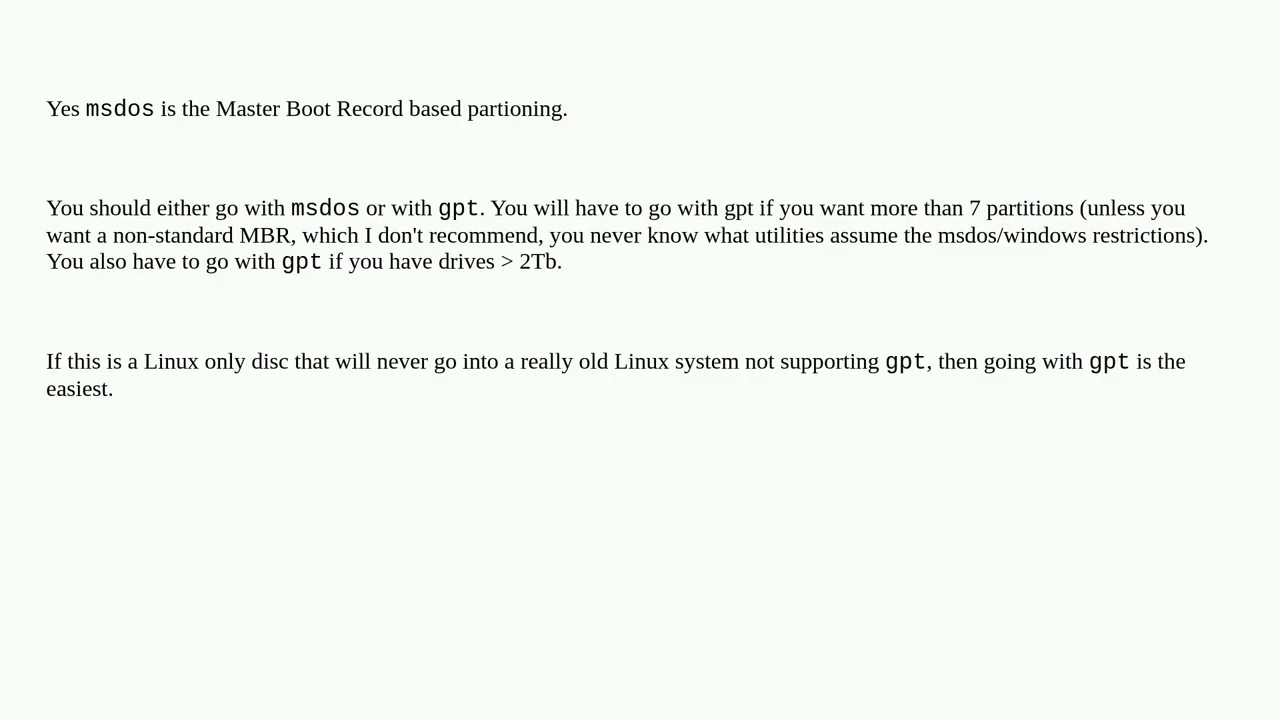 Yes msdos is the Master Boot Record based partioning.
You should either go with msdos or with gpt. You will have to go with gpt if you want more than 7 partitions (unless you
want a non-standard MBR, which I don't recommend, you never know what utilities assume the msdos/windows restrictions).
You also have to go with gpt if you have drives > 2Tb.
If this is a Linux only disc that will never go into a really old Linux system not supporting gpt, then going with gpt is the
easiest.